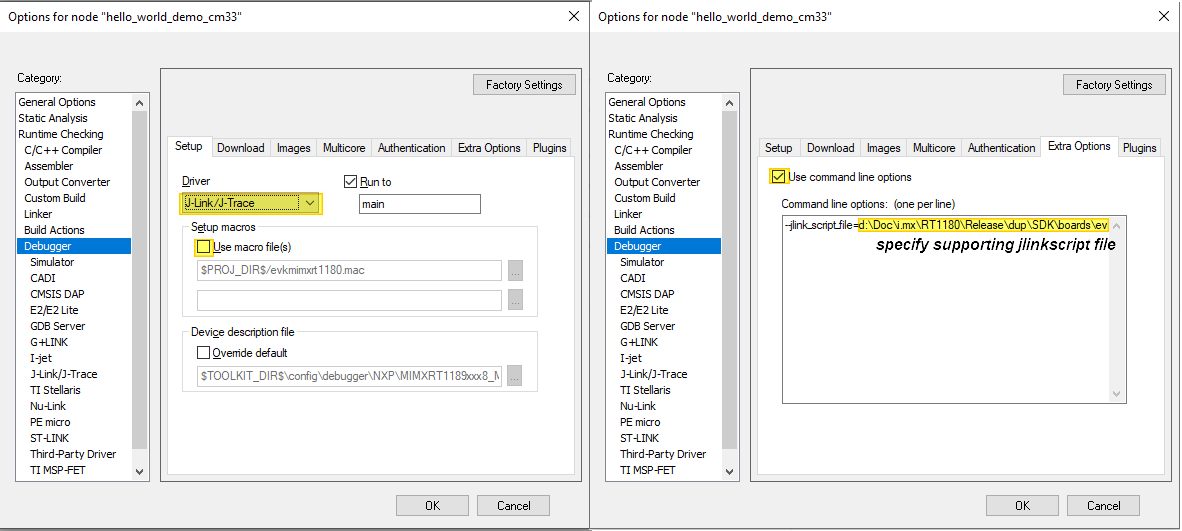 Options for node "hello_world_demo_cm33"
Category:
General Options
Static Analysis
Runtime Checking
C/C++ Compiler
Assembler
Output Converter
Custom Build
Linker
Build Actions
Debugger
Simulator
CADI
CMSIS DAP
E2/E2 Lite
GDB Server
G+LINK
I-jet
J-Link/J-Trace
TI Stellaris
Nu-Link
PE micro
ST-LINK
Third-Party Driver
TI MSP-FET
Factory Settings
Setup Download Images Multicore Authentication Extra Options Plugins
Driver
J-Link/J-Trace
Run to
main
Setup macros
Use macro file(s)
$PROJ_DIR$/evkmimxrt1180.mac
...
...
Device description file
Override default
$TOOLKIT_DIR$\config\debugger\NXP\MIMXRT1189xxx8_M
...
OK Cancel
Options for node "hello_world_demo_cm33"
Category:
General Options
Static Analysis
Runtime Checking
C/C++ Compiler
Assembler
Output Converter
Custom Build
Linker
Build Actions
Debugger
Simulator
CADI
CMSIS DAP
E2/E2 Lite
GDB Server
G+LINK
I-jet
J-Link/J-Trace
TI Stellaris
Nu-Link
PE micro
ST-LINK
Third-Party Driver
TI MSP-FET
Factory Settings
Setup Download Images Multicore Authentication Extra Options Plugins
Use command line options
Command line options: (one per line)
--jlink_script_file=d:\Doc\i.mx\RT1180\Release\dup\SDK\boards\ev
specify supporting jlinkscript file
OK Cancel